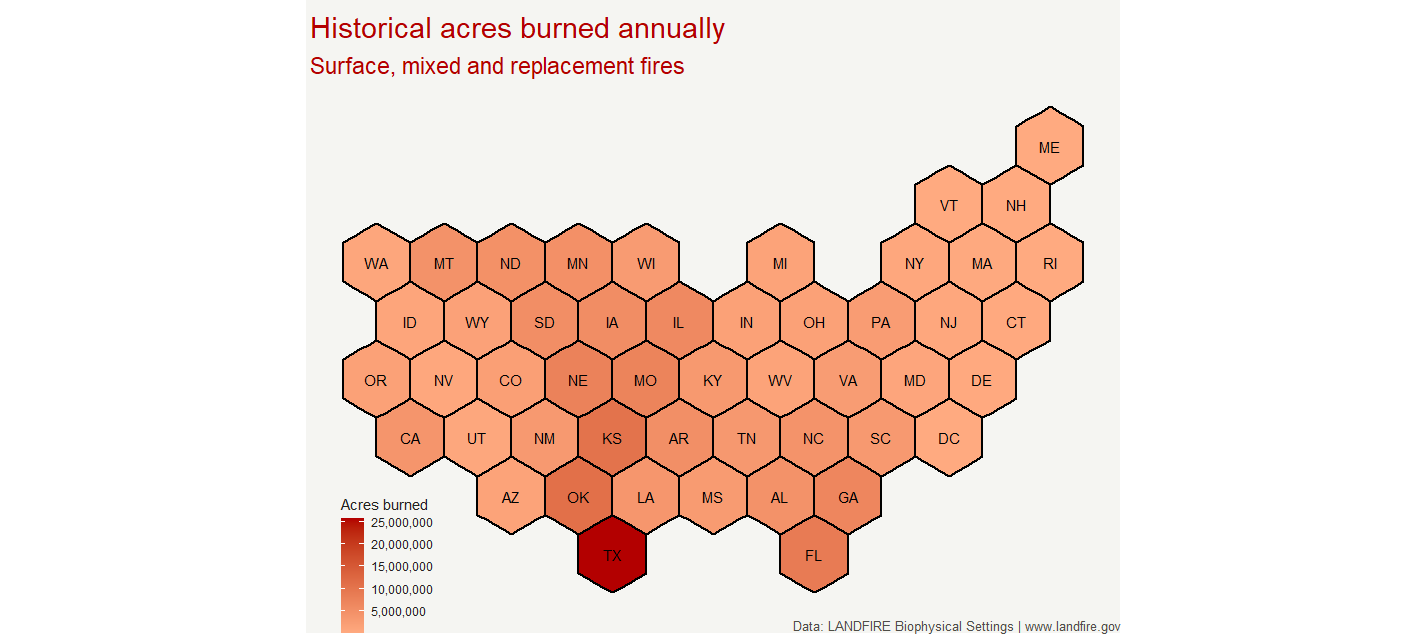 Historical acres burned annually
Surface, mixed and replacement fires
ME
VT NH
WA MT ND MN WI MI NY MA RI
ID WY SD IA IL IN OH PA NJ CT
OR NV CO NE MO KY WV VA MD DE
CA UT NM KS AR TN NC SC DC
AZ OK LA MS AL GA
TX FL
Acres burned
25,000,000
20,000,000
15,000,000
10,000,000
5,000,000
Data: LANDFIRE Biophysical Settings | www.landfire.gov